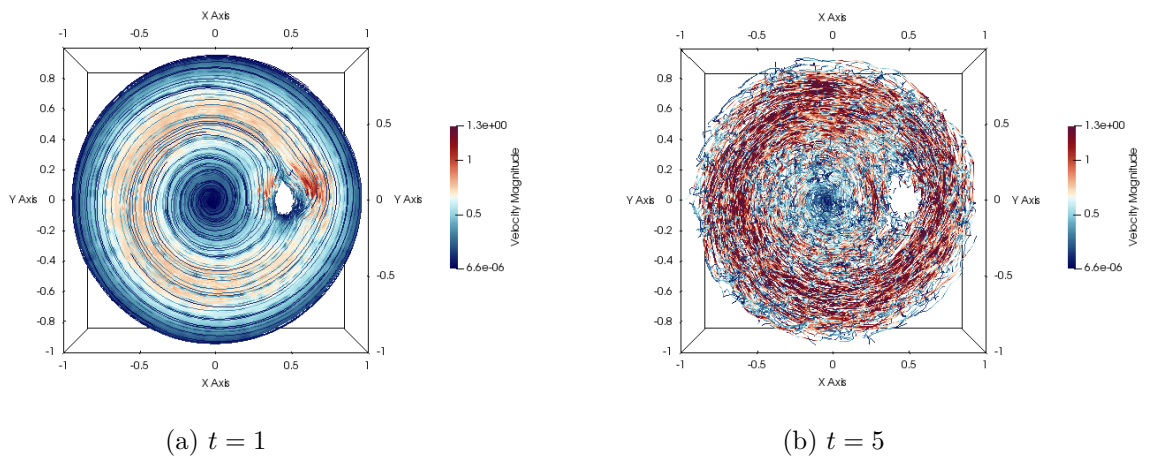 X Axis
-1 -0.5 0 0.5 1
0.8
0.6
0.4
0.2
0
-0.2
-0.4
-0.6
-0.8
-1
Y Axis
0.5
0
-0.5
-1
Y Axis
-1 -0.5 0 0.5 1
X Axis
1.3e+00
1
0.5
6.6e-06
Velocity Magnitude
(a) t = 1
X Axis
-1 -0.5 0 0.5 1
0.8
0.6
0.4
0.2
0
-0.2
-0.4
-0.6
-0.8
-1
Y Axis
0.5
0
-0.5
-1
Y Axis
-1 -0.5 0 0.5 1
X Axis
1.3e+00
1
0.5
6.6e-06
Velocity Magnitude
(b) t = 5